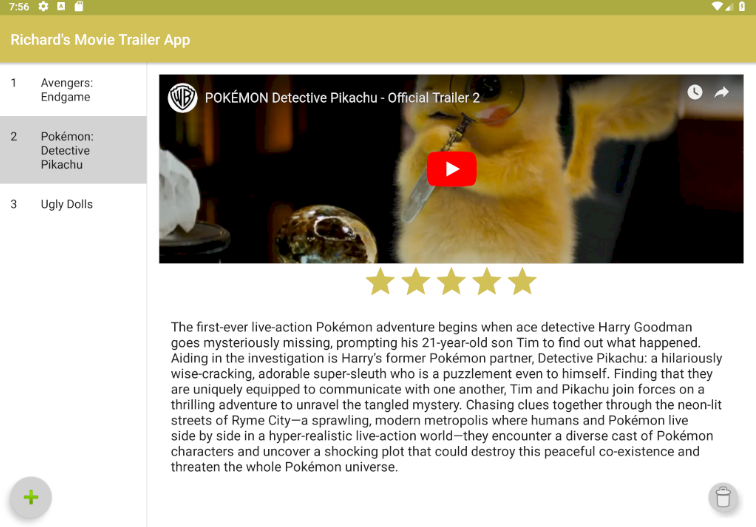 7:56
Richard's Movie Trailer App
1 Avengers:
Endgame
2 Pokémon:
Detective
Pikachu
3 Ugly Dolls
POKÉMON Detective Pikachu - Official Trailer 2
The first-ever live-action Pokémon adventure begins when ace detective Harry Goodman
goes mysteriously missing, prompting his 21-year-old son Tim to find out what happened.
Aiding in the investigation is Harry's former Pokémon partner, Detective Pikachu: a hilariously
wise-cracking, adorable super-sleuth who is a puzzlement even to himself. Finding that they
are uniquely equipped to communicate with one another, Tim and Pikachu join forces on a
thrilling adventure to unravel the tangled mystery. Chasing clues together through the neon-lit
streets of Ryme City—a sprawling, modern metropolis where humans and Pokémon live
side by side in a hyper-realistic live-action world—they encounter a diverse cast of Pokémon
characters and uncover a shocking plot that could destroy this peaceful co-existence and
threaten the whole Pokémon universe.